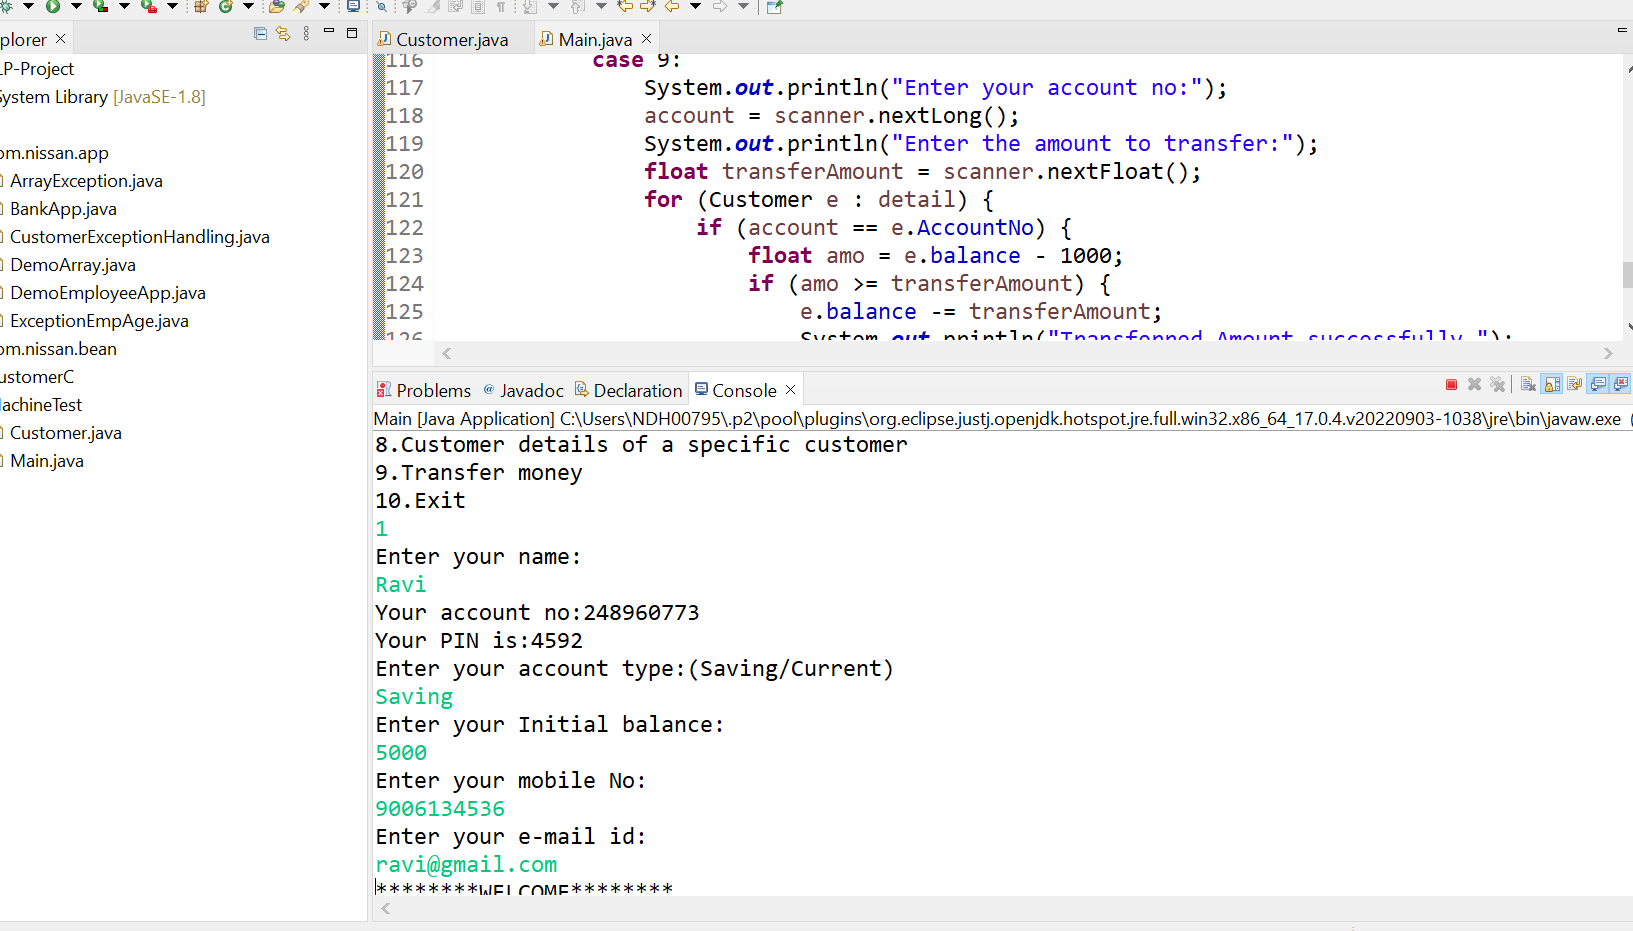 plorer
LP-Project
System Library [JavaSE-1.8]
om.nissan.app
ArrayException.java
BankApp.java
CustomerExceptionHandling.java
DemoArray.java
DemoEmployeeApp.java
ExceptionEmpAge.java
om.nissan.bean
ustomerC
achineTest
Customer.java
Main.java
Customer.java Main.java
116 case 9:
117 System.out.println("Enter your account no:");
118 account = scanner.nextLong();
119 System.out.println("Enter the amount to transfer:");
120 float transferAmount = scanner.nextFloat();
121 for (Customer e : detail) {
122 if (account == e.AccountNo) {
123 float amo = e.balance - 1000;
124 if (amo >= transferAmount) {
125 e.balance -= transferAmount;
126 System.out.println("Transferred Amount successfully.");
Problems @ Javadoc Declaration Console
Main [Java Application] C:\Users\NDH00795\.p2\pool\plugins\org.eclipse.justj.openjdk.hotspot.jre.full.win32.x86_64_17.0.4.v20220903-1038\jre\bin\javaw.exe (
8.Customer details of a specific customer
9.Transfer money
10.Exit
1
Enter your name:
Ravi
Your account no:248960773
Your PIN is:4592
Enter your account type:(Saving/Current)
Saving
Enter your Initial balance:
5000
Enter your mobile No:
9006134536
Enter your e-mail id:
ravi@gmail.com
********WELCOME********